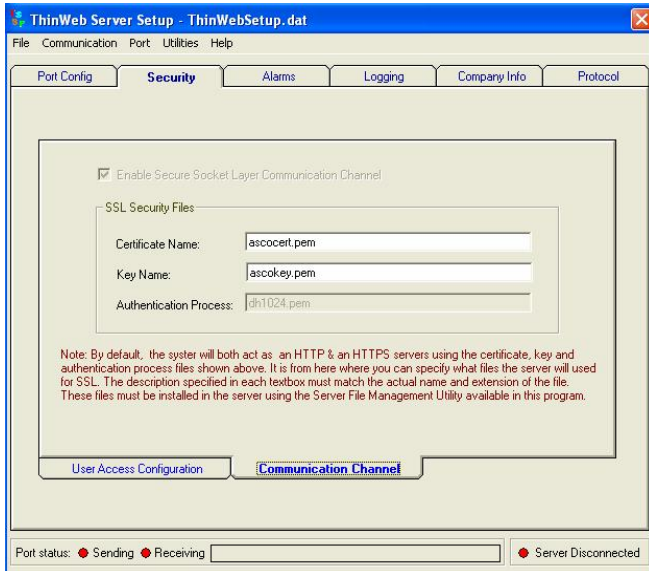 ThinWeb Server Setup - ThinWebSetup.dat
File Communication Port Utilities Help
Port Config Security Alarms Logging Company Info Protocol
Enable Secure Socket Layer Communication Channel
SSL Security Files
Certificate Name: ascocert.pem
Key Name: ascokey.pem
Authentication Process: dh1024.pem
Note: By default, the syster will both act as an HTTP & an HTTPS servers using the certificate, key and
authentication process files shown above. It is from here where you can specify what files the server will used
for SSL. The description specified in each textbox must match the actual name and extension of the file.
These files must be installed in the server using the Server File Management Utility available in this program.
User Access Configuration Communication Channel
Port status: Sending Receiving Server Disconnected